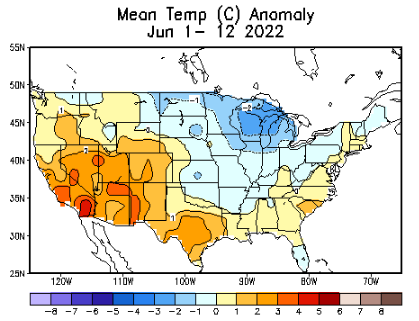 Mean Temp (C) Anomaly
Jun 1– 12 2022
55N
50N
45N
40N
35N
30N
25N
120W 110W 100W 90W 80W 70W
-8 -7 -6 -5 -4 -3 -2 -1 0 1 2 3 4 5 6 7 8